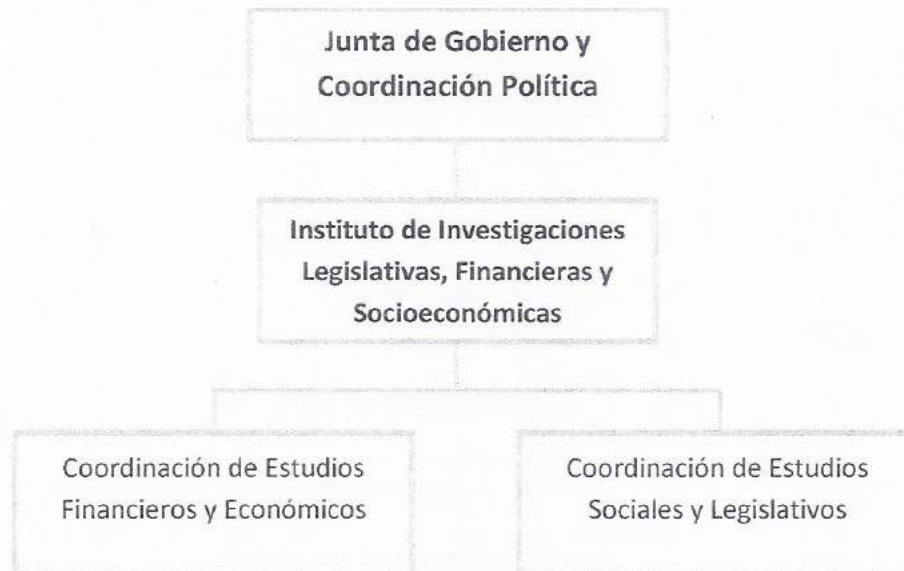 Junta de Gobierno y
Coordinación Política
Instituto de Investigaciones
Legislativas, Financieras y
Socioeconómicas
Coordinación de Estudios
Financieros y Económicos
Coordinación de Estudios
Sociales y Legislativos